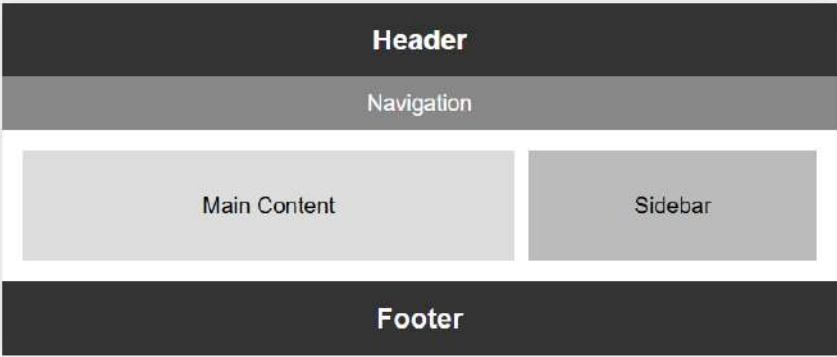 Header
Navigation
Main Content
Sidebar
Footer